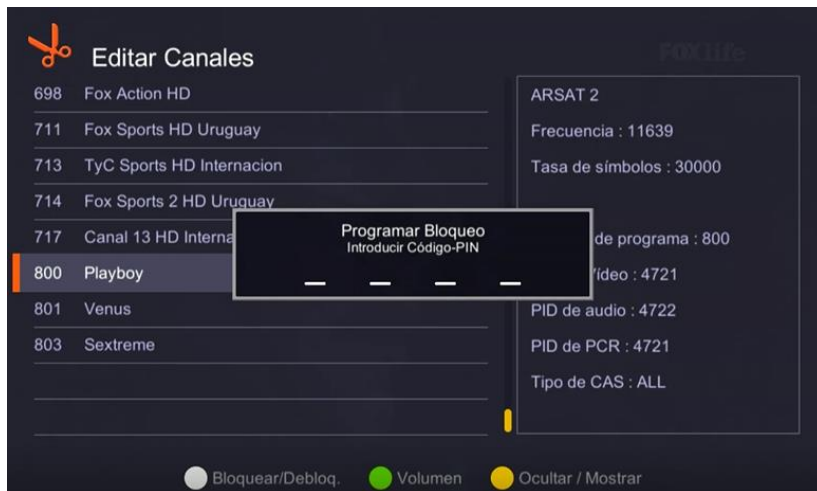 Editar Canales
FOXlife
698 Fox Action HD
711 Fox Sports HD Uruguay
713 TyC Sports HD Internacion
714 Fox Sports 2 HD Uruguay
717 Canal 13 HD Interna
800 Playboy
801 Venus
803 Sextreme
Programar Bloqueo
Introducir Código-PIN
ARSAT 2
Frecuencia : 11639
Tasa de símbolos : 30000
de programa : 800
Vídeo : 4721
PID de audio : 4722
PID de PCR : 4721
Tipo de CAS : ALL
Bloquear/Debloq.
Volumen
Ocultar / Mostrar